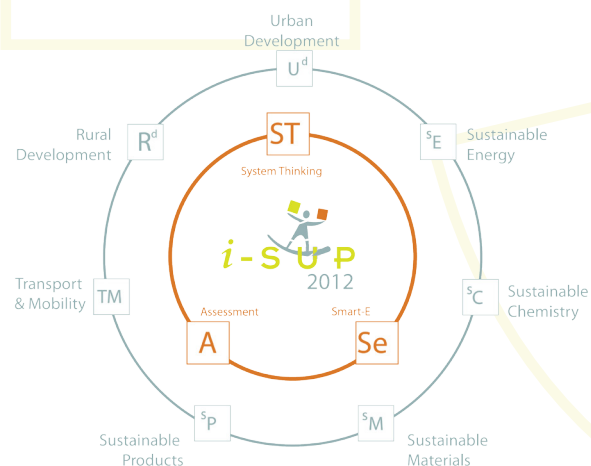 Urban
Development
U^d
Rural
Development
R^d
ST
System Thinking
^sE
Sustainable
Energy
i-SUP
2012
Transport
& Mobility
TM
^sC
Sustainable
Chemistry
Assessment
A
Smart-E
Se
^sP
Sustainable
Products
^sM
Sustainable
Materials